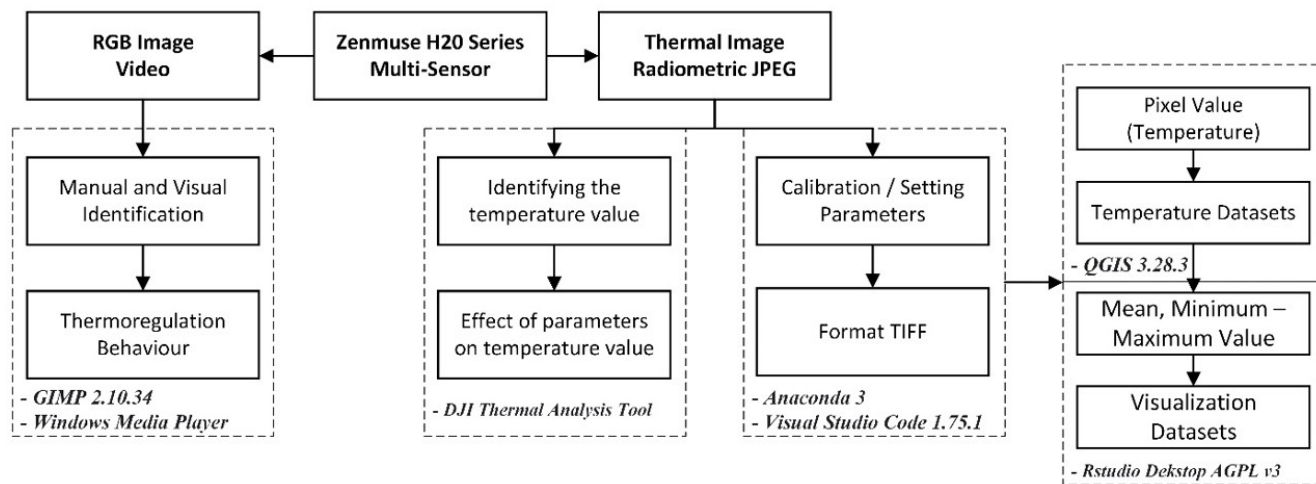 RGB Image
Video
Zenmuse H20 Series
Multi-Sensor
Thermal Image
Radiometric JPEG
Manual and Visual
Identification
Thermoregulation
Behaviour
- GIMP 2.10.34
- Windows Media Player
Identifying the
temperature value
Effect of parameters
on temperature value
- DJI Thermal Analysis Tool
Calibration / Setting
Parameters
Format TIFF
- Anaconda 3
- Visual Studio Code 1.75.1
Pixel Value
(Temperature)
Temperature Datasets
- QGIS 3.28.3
Mean, Minimum –
Maximum Value
Visualization
Datasets
- Rstudio Dekstop AGPL v3